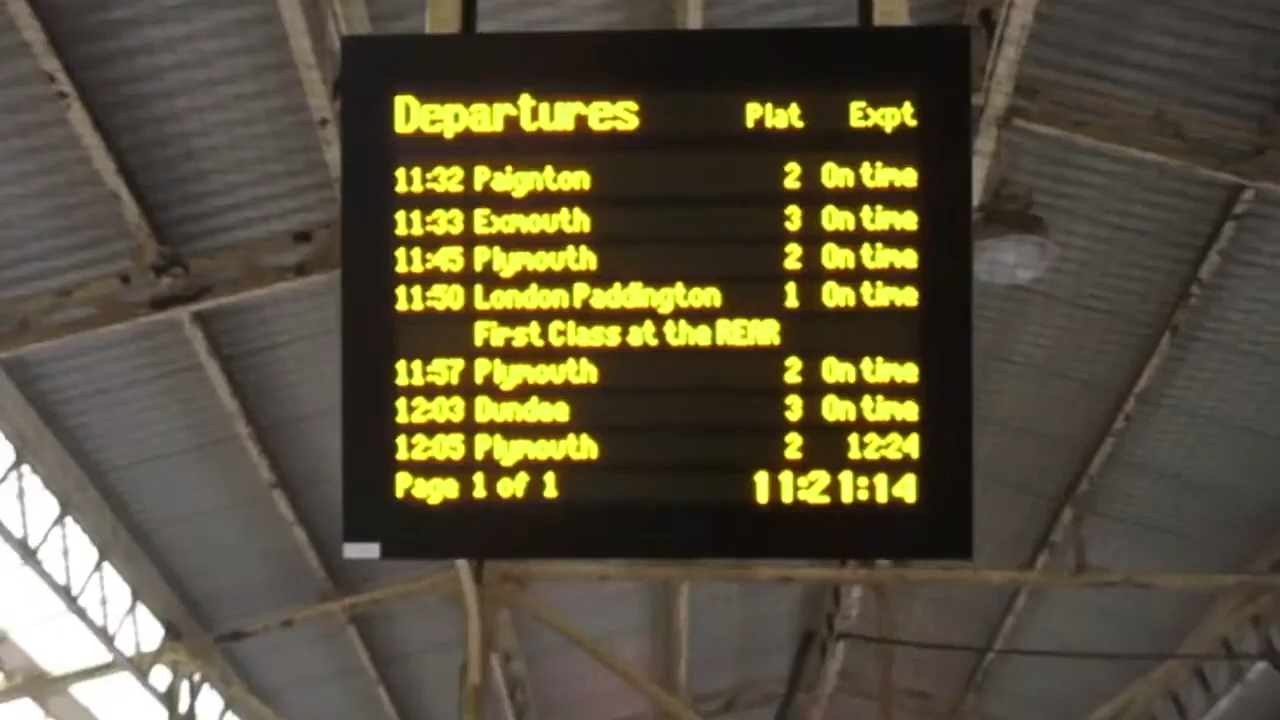 Departures Plat Expt
11:32 Paignton 2 On time
11:33 Exmouth 3 On time
11:45 Plymouth 2 On time
11:50 London Paddington 1 On time
First Class at the REAR
11:57 Plymouth 2 On time
12:03 Dundee 3 On time
12:05 Plymouth 2 12:24
Page 1 of 1 11:21:14